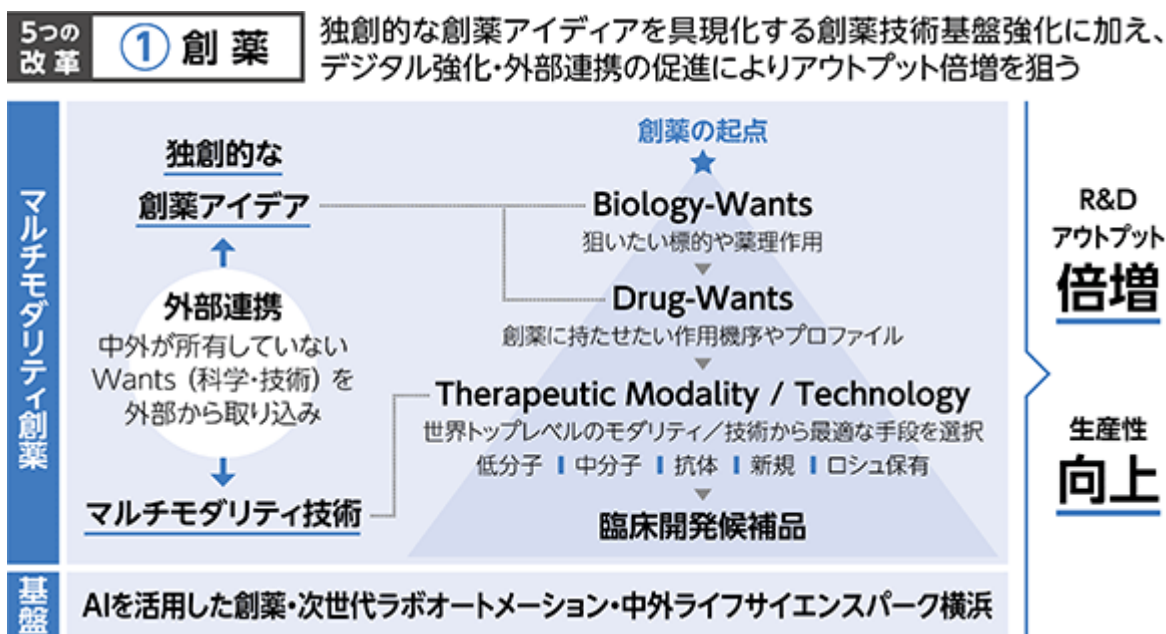 5つの
改革
① 創薬
独創的な創薬アイディアを具現化する創薬技術基盤強化に加え、
デジタル強化・外部連携の促進によりアウトプット倍増を狙う
マルチモダリティ創薬
独創的な
創薬アイデア
外部連携
中外が所有していない
Wants（科学・技術）を
外部から取り込み
マルチモダリティ技術
創薬の起点
Biology-Wants
狙いたい標的や薬理作用
Drug-Wants
創薬に持たせたい作用機序やプロファイル
Therapeutic Modality / Technology
世界トップレベルのモダリティ／技術から最適な手段を選択
低分子 | 中分子 | 抗体 | 新規 | ロシュ保有
臨床開発候補品
R&D
アウトプット
倍増
生産性
向上
基盤
AIを活用した創薬・次世代ラボオートメーション・中外ライフサイエンスパーク横浜